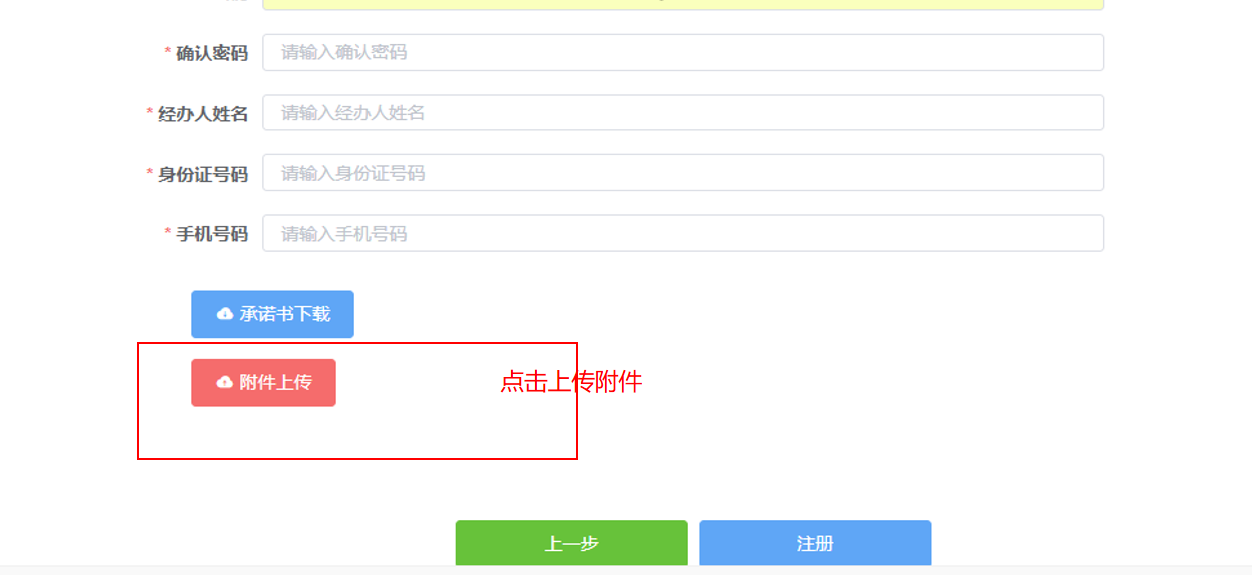 * 确认密码 请输入确认密码
* 经办人姓名 请输入经办人姓名
* 身份证号码 请输入身份证号码
* 手机号码 请输入手机号码
承诺书下载
附件上传 点击上传附件
上一步 注册